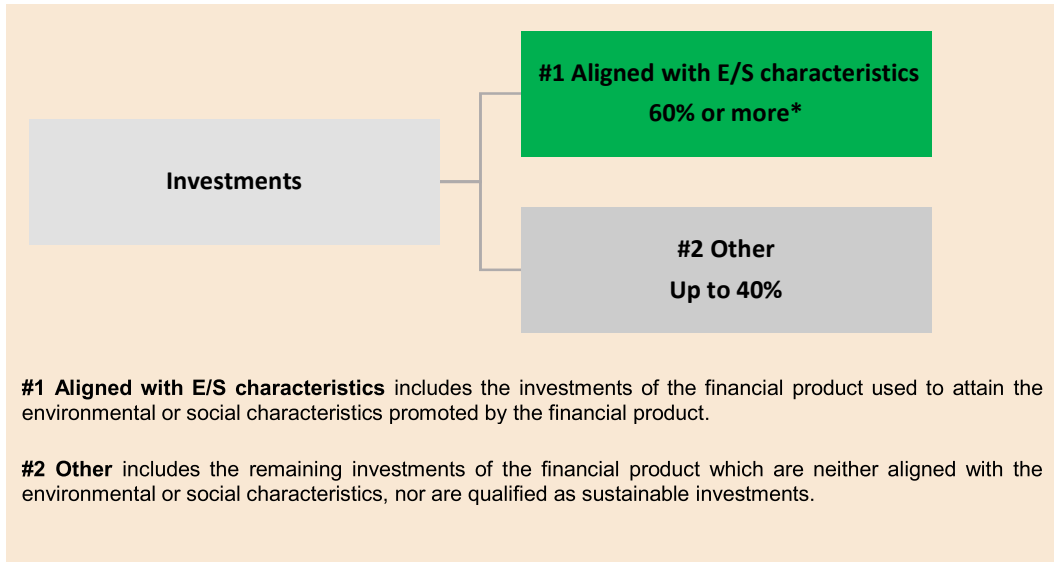 #1 Aligned with E/S characteristics
60% or more*
Investments
#2 Other
Up to 40%
#1 Aligned with E/S characteristics includes the investments of the financial product used to attain the
environmental or social characteristics promoted by the financial product.
#2 Other includes the remaining investments of the financial product which are neither aligned with the
environmental or social characteristics, nor are qualified as sustainable investments.